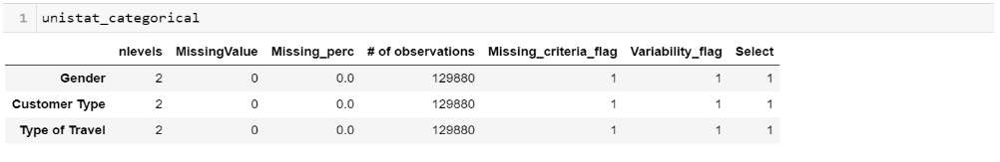 1 unistat_categorical
nlevels MissingValue Missing_perc # of observations Missing_criteria_flag Variability_flag Select
Gender 2 0 0.0 129880 1 1 1
Customer Type 2 0 0.0 129880 1 1 1
Type of Travel 2 0 0.0 129880 1 1 1